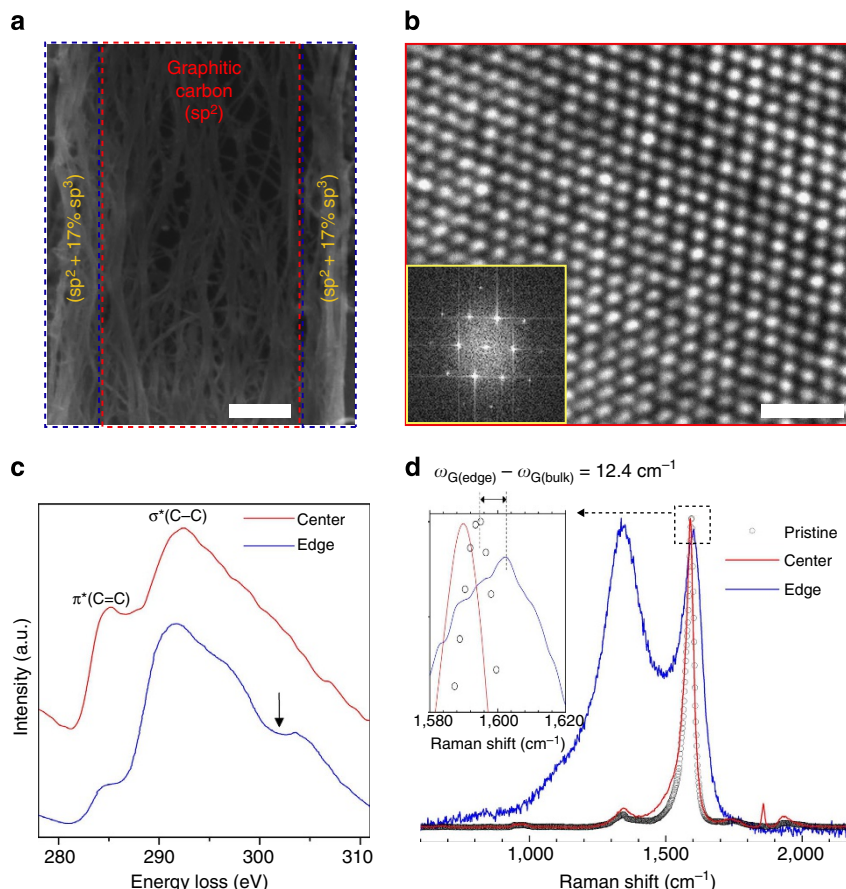 a
Graphitic
carbon
(sp²)
(sp² + 17% sp³)
(sp² + 17% sp³)
b
c
σ*(C–C)
Center
Edge
π*(C=C)
Intensity (a.u.)
280
290
300
310
Energy loss (eV)
d
ωG(edge) – ωG(bulk) = 12.4 cm⁻¹
Pristine
Center
Edge
1,580
1,600
1,620
Raman shift (cm⁻¹)
1,000
1,500
2,000
Raman shift (cm⁻¹)